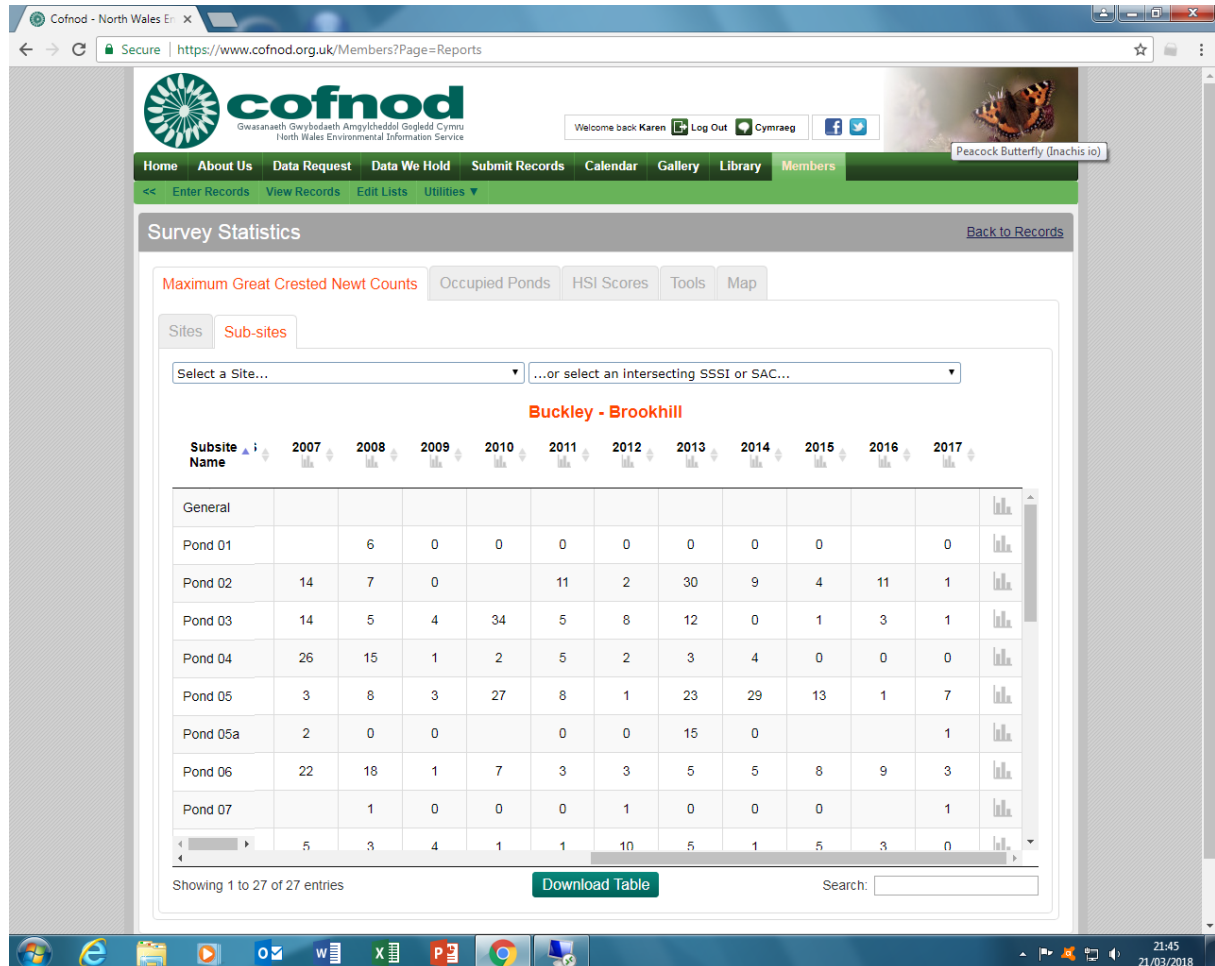 Cofnod - North Wales En
Secure | https://www.cofnod.org.uk/Members?Page=Reports
cofnod
Gwasanaeth Gwybodaeth Amgylcheddol Gogledd Cymru
North Wales Environmental Information Service
Welcome back Karen Log Out Cymraeg
Peacock Butterfly (Inachis io)
Home About Us Data Request Data We Hold Submit Records Calendar Gallery Library Members
<< Enter Records View Records Edit Lists Utilities ▼
Survey Statistics Back to Records
Maximum Great Crested Newt Counts Occupied Ponds HSI Scores Tools Map
Sites Sub-sites
Select a Site... ...or select an intersecting SSSI or SAC...
Buckley - Brookhill
Subsite Name 2007 2008 2009 2010 2011 2012 2013 2014 2015 2016 2017
General
Pond 01 6 0 0 0 0 0 0 0 0
Pond 02 14 7 0 11 2 30 9 4 11 1
Pond 03 14 5 4 34 5 8 12 0 1 3 1
Pond 04 26 15 1 2 5 2 3 4 0 0 0
Pond 05 3 8 3 27 8 1 23 29 13 1 7
Pond 05a 2 0 0 0 0 15 0 1
Pond 06 22 18 1 7 3 3 5 5 8 9 3
Pond 07 1 0 0 0 1 0 0 0 1
5 3 4 1 1 10 5 1 5 3 0
Showing 1 to 27 of 27 entries Download Table Search:
21:45
21/03/2018